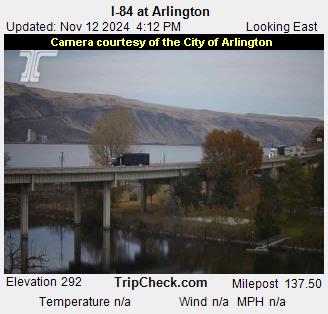 I-84 at Arlington
Updated: Nov 12 2024 4:12 PM Looking East
Camera courtesy of the City of Arlington
Elevation 292 TripCheck.com Milepost 137.50
Temperature n/a Wind n/a MPH n/a